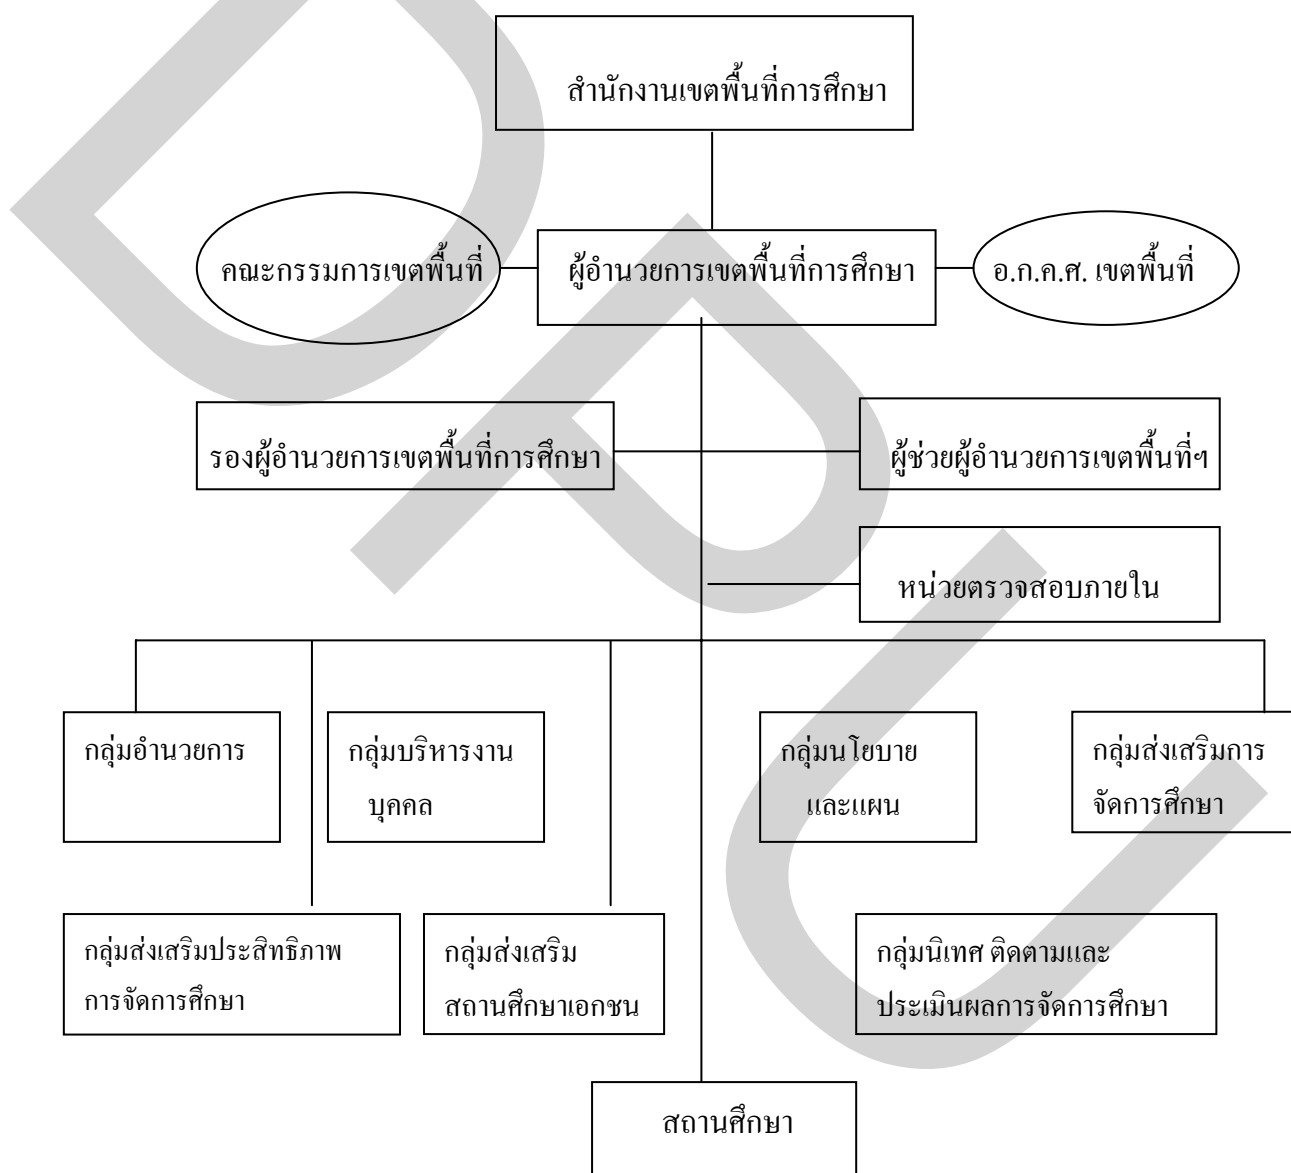 สำนักงานเขตพื้นที่การศึกษา
คณะกรรมการเขตพื้นที่
ผู้อำนวยการเขตพื้นที่การศึกษา
อ.ก.ค.ศ. เขตพื้นที่
รองผู้อำนวยการเขตพื้นที่การศึกษา
ผู้ช่วยผู้อำนวยการเขตพื้นที่ฯ
หน่วยตรวจสอบภายใน
กลุ่มอำนวยการ
กลุ่มบริหารงาน
บุคคล
กลุ่มนโยบาย
และแผน
กลุ่มส่งเสริมการ
จัดการศึกษา
กลุ่มส่งเสริมประสิทธิภาพ
การจัดการศึกษา
กลุ่มส่งเสริม
สถานศึกษาเอกชน
กลุ่มนิเทศ ติดตามและ
ประเมินผลการจัดการศึกษา
สถานศึกษา
DPU